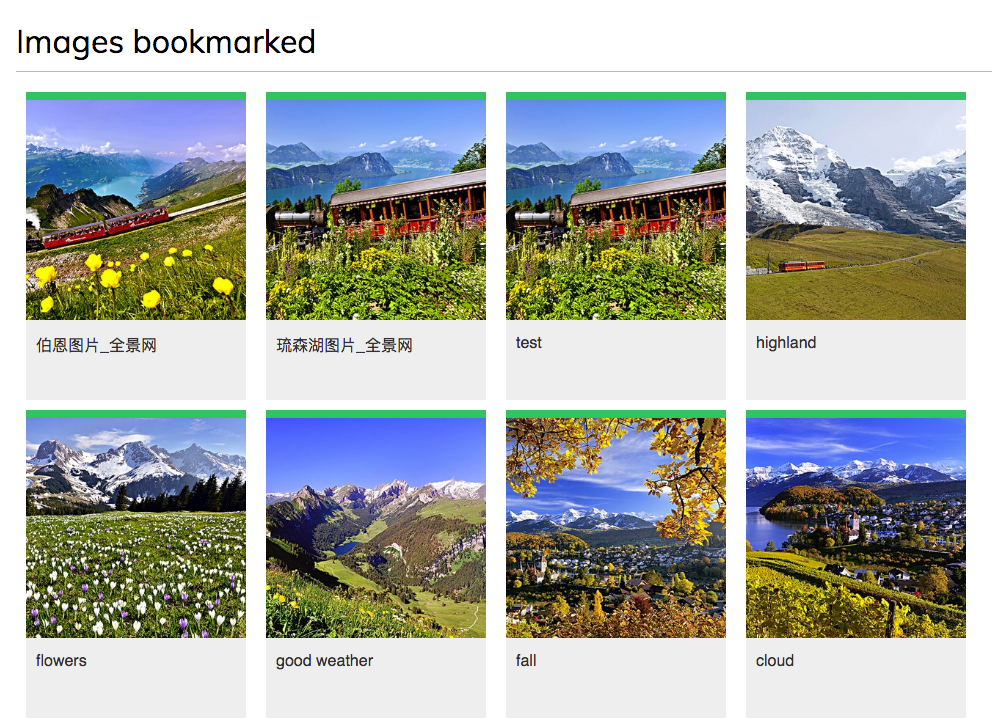 Images bookmarked
伯恩图片_全景网
琉森湖图片_全景网
test
highland
flowers
good weather
fall
cloud